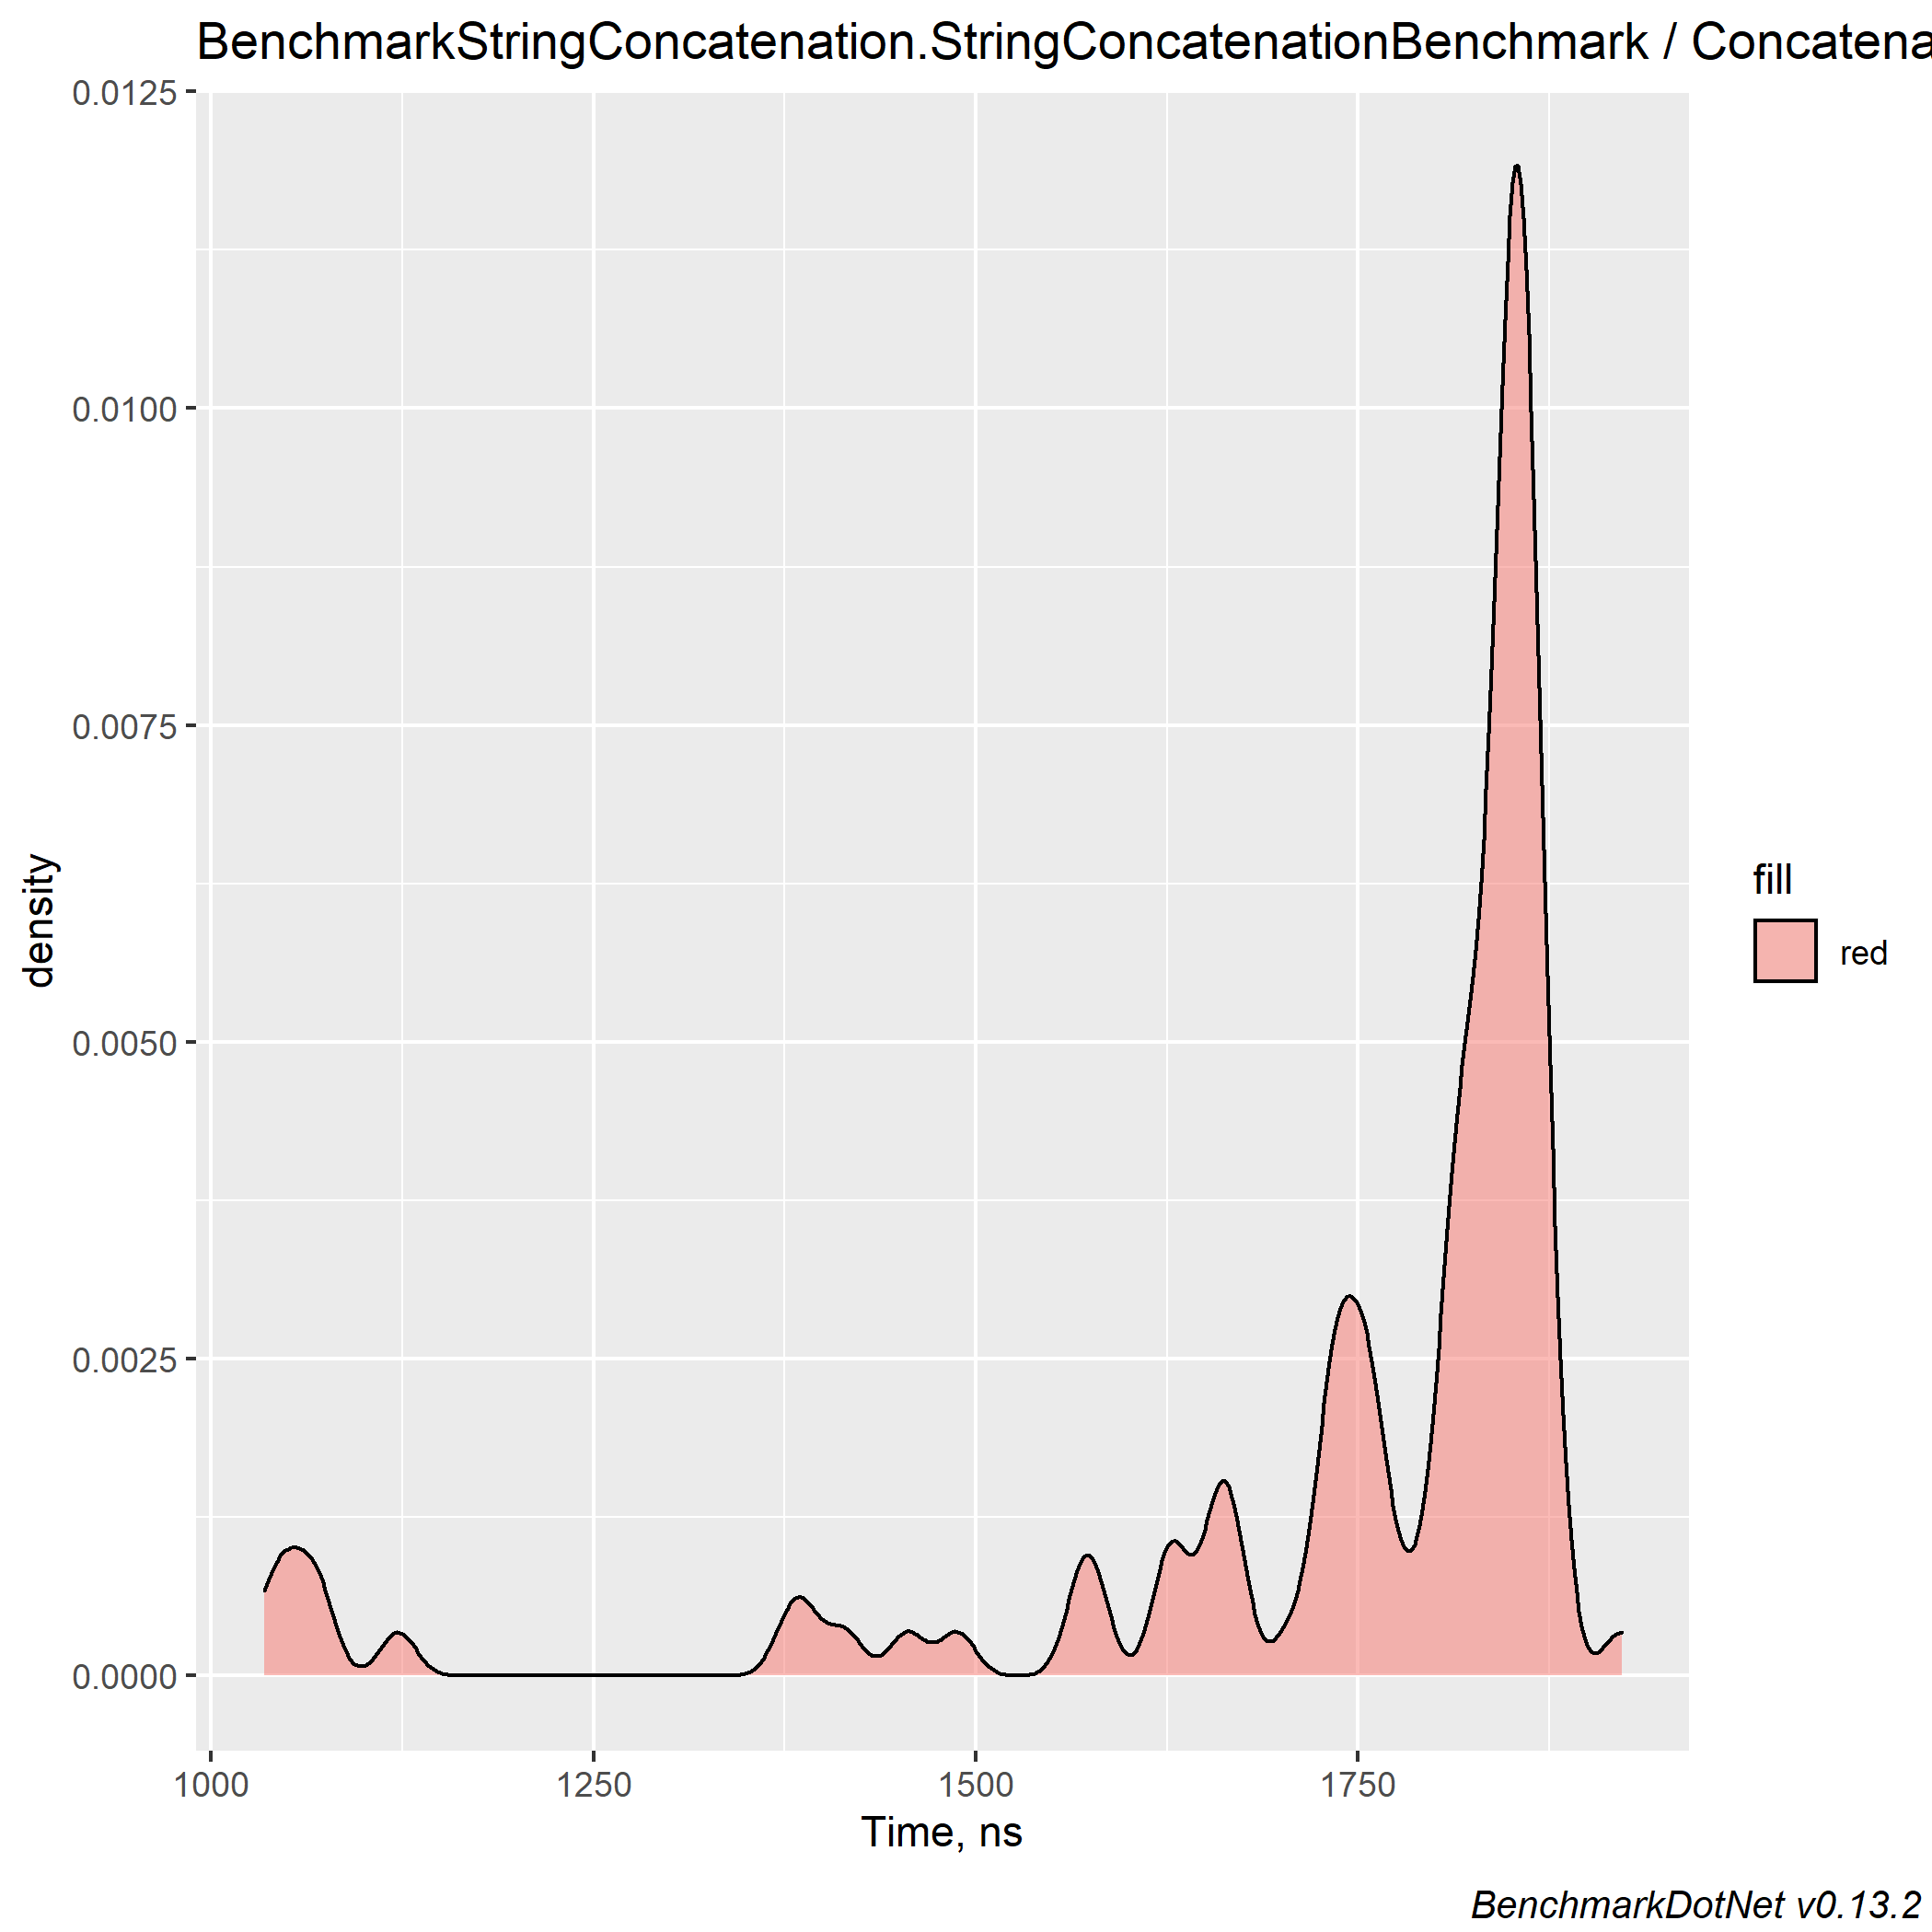 BenchmarkStringConcatenation.StringConcatenationBenchmark / Concatena
0.0125
0.0100
0.0075
0.0050
0.0025
0.0000
density
1000 1250 1500 1750
Time, ns
fill
red
BenchmarkDotNet v0.13.2